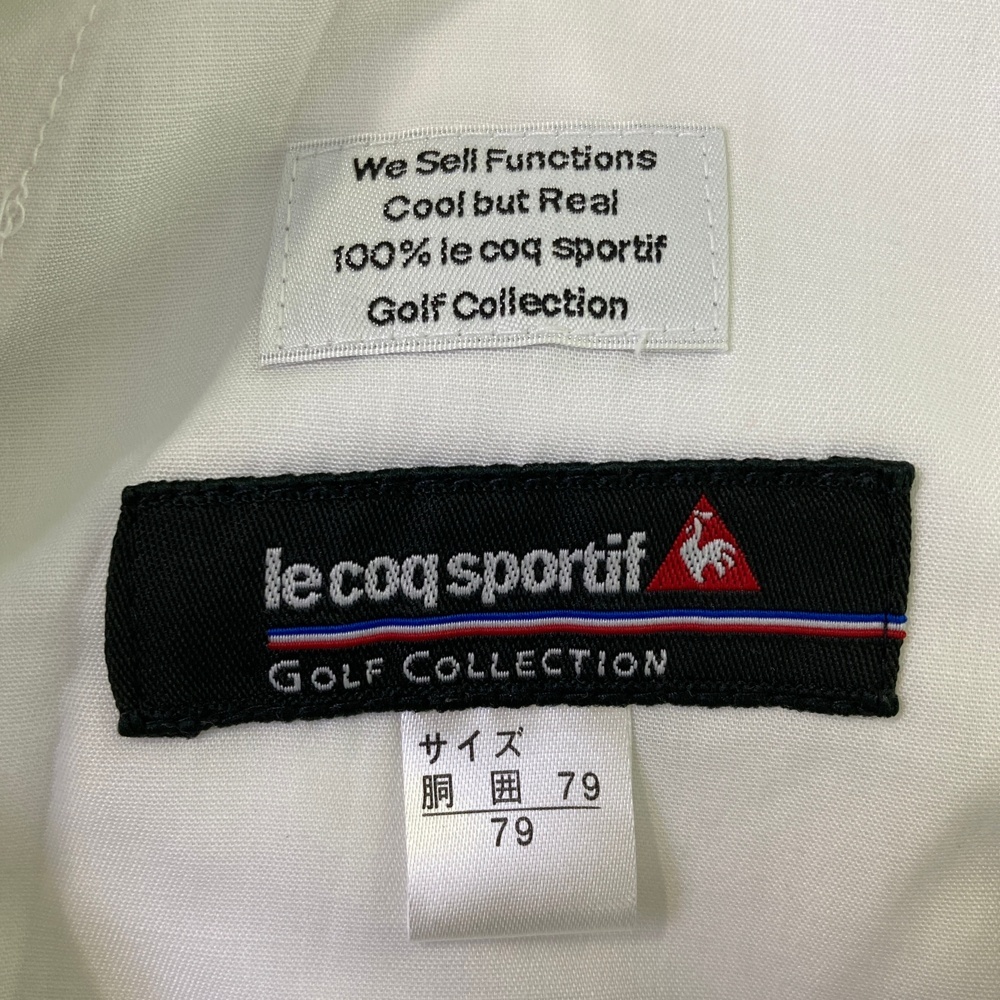 We Sell Functions
Cool but Real
100% le coq sportif
Golf Collection
le coq sportif
GOLF COLLECTION
サイズ
胴 囲 79
79